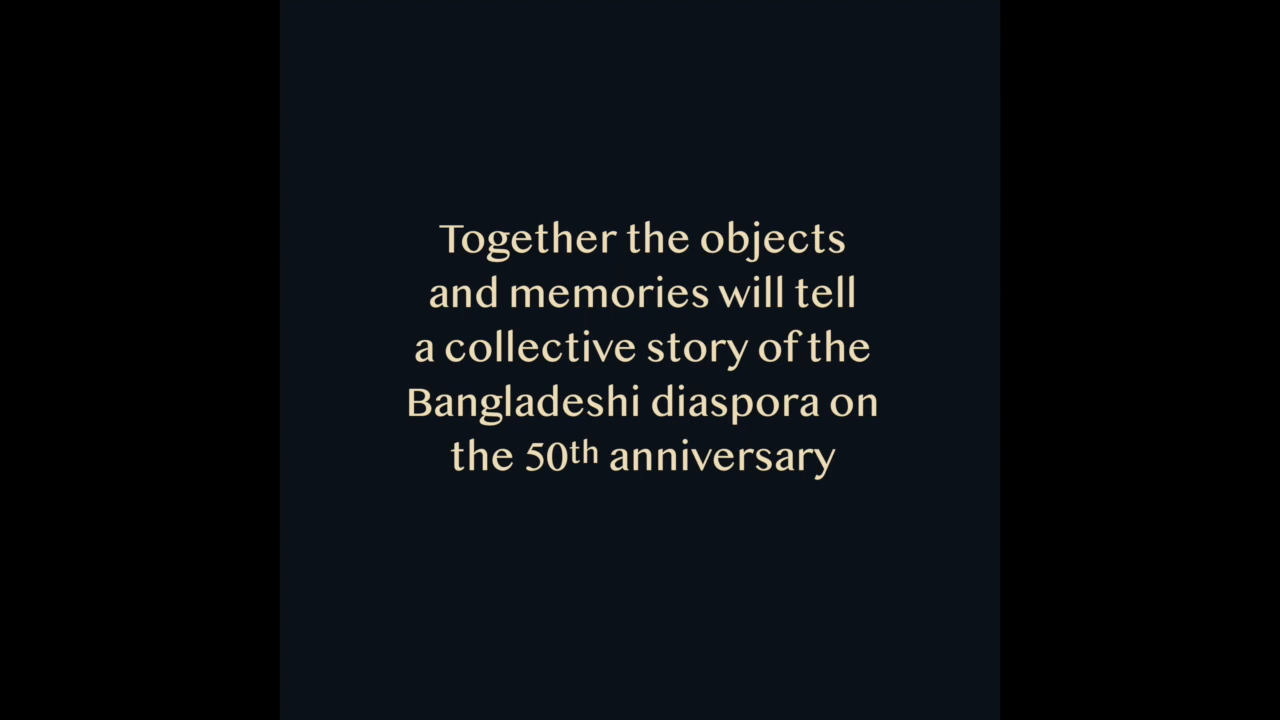 Together the objects
and memories will tell
a collective story of the
Bangladeshi diaspora on
the 50th anniversary